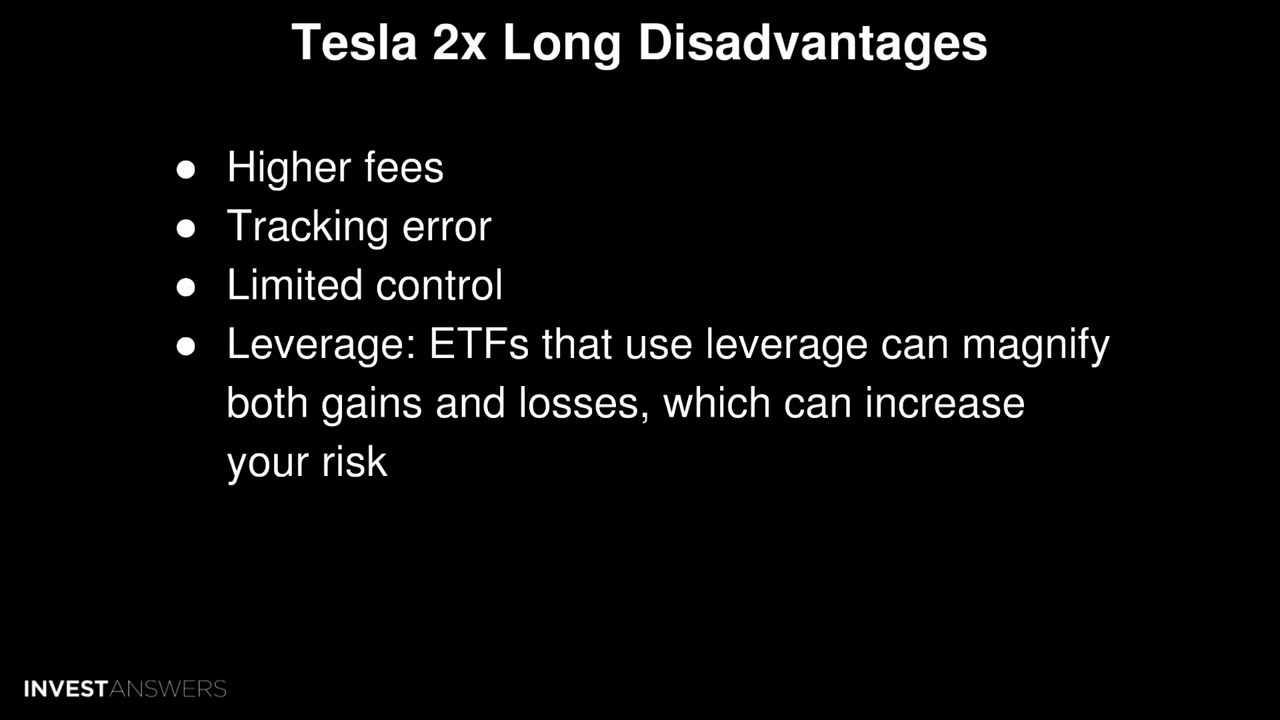 Tesla 2x Long Disadvantages
● Higher fees
● Tracking error
● Limited control
● Leverage: ETFs that use leverage can magnify
both gains and losses, which can increase
your risk
INVESTANSWERS